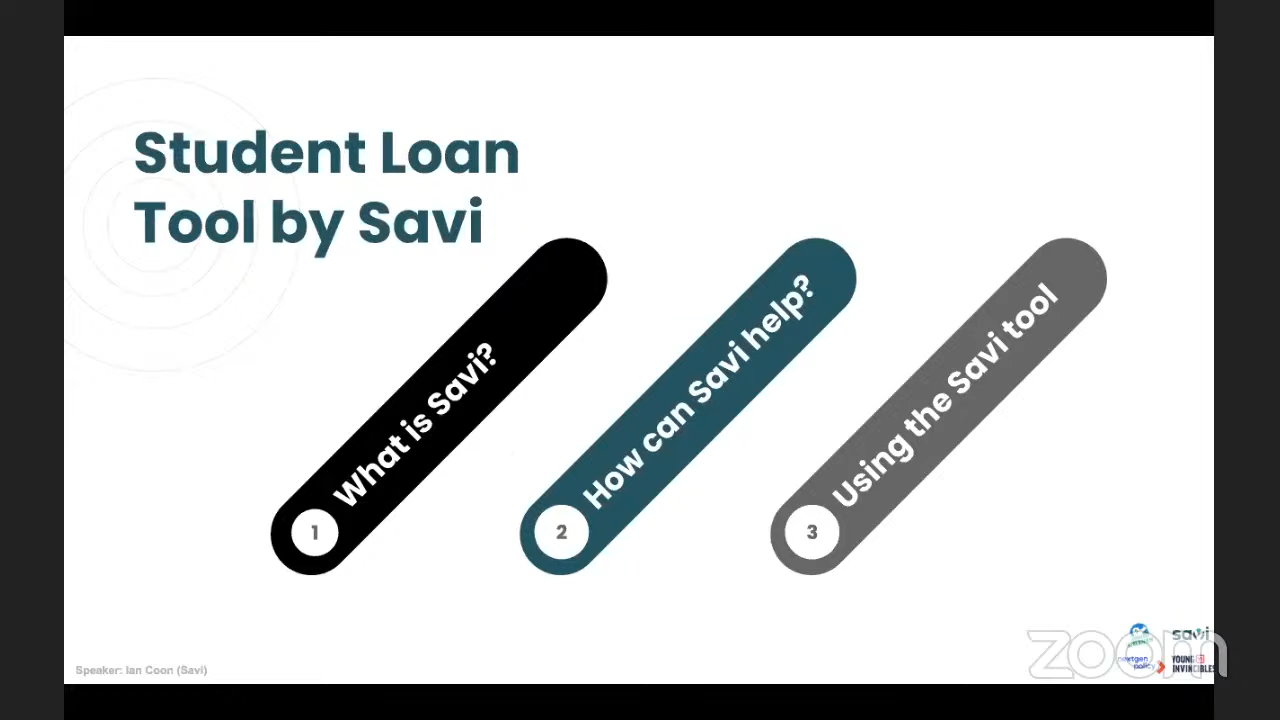 Student Loan
Tool by Savi
What is Savi?
1
How can Savi help?
2
Using the Savi tool
3
Speaker: Ian Coon (Savi)
savi
nextgen
policy
YOUNG
INVINCIBLES
zoom